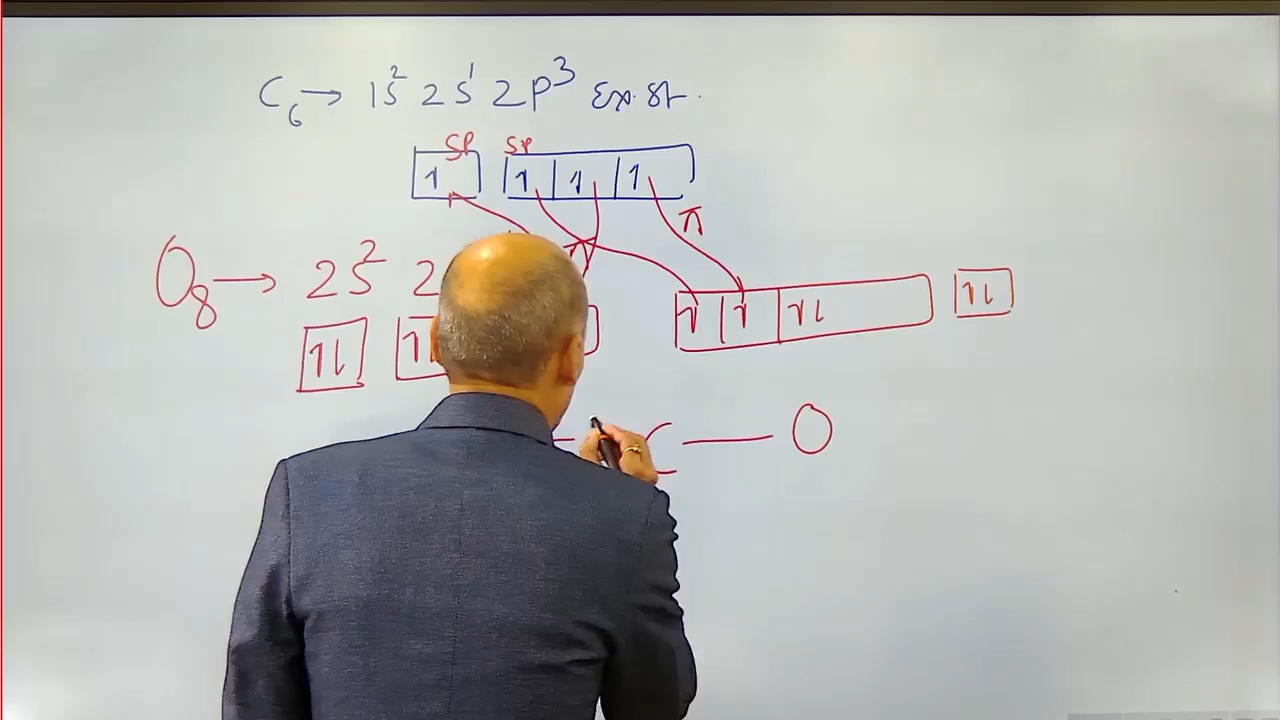 C₆ → 1s² 2s¹ 2p³ Ex. st.
SP SP
1 1 1 1
π
O₈ → 2s² 2
1l 1 1 1l 1l
C — O